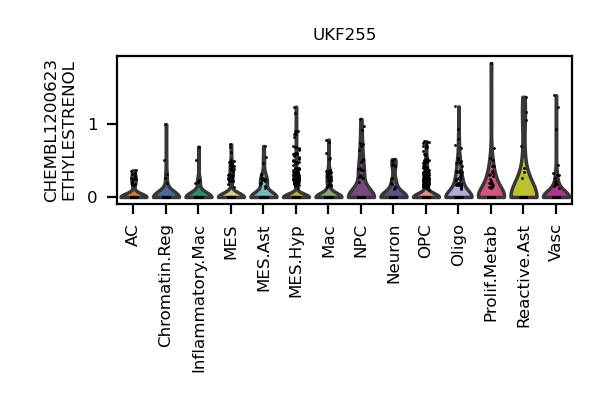 UKF255
CHEMBL1200623
ETHYLESTRENOL
1
0
AC
Chromatin.Reg
Inflammatory.Mac
MES
MES.Ast
MES.Hyp
Mac
NPC
Neuron
OPC
Oligo
Prolif.Metab
Reactive.Ast
Vasc